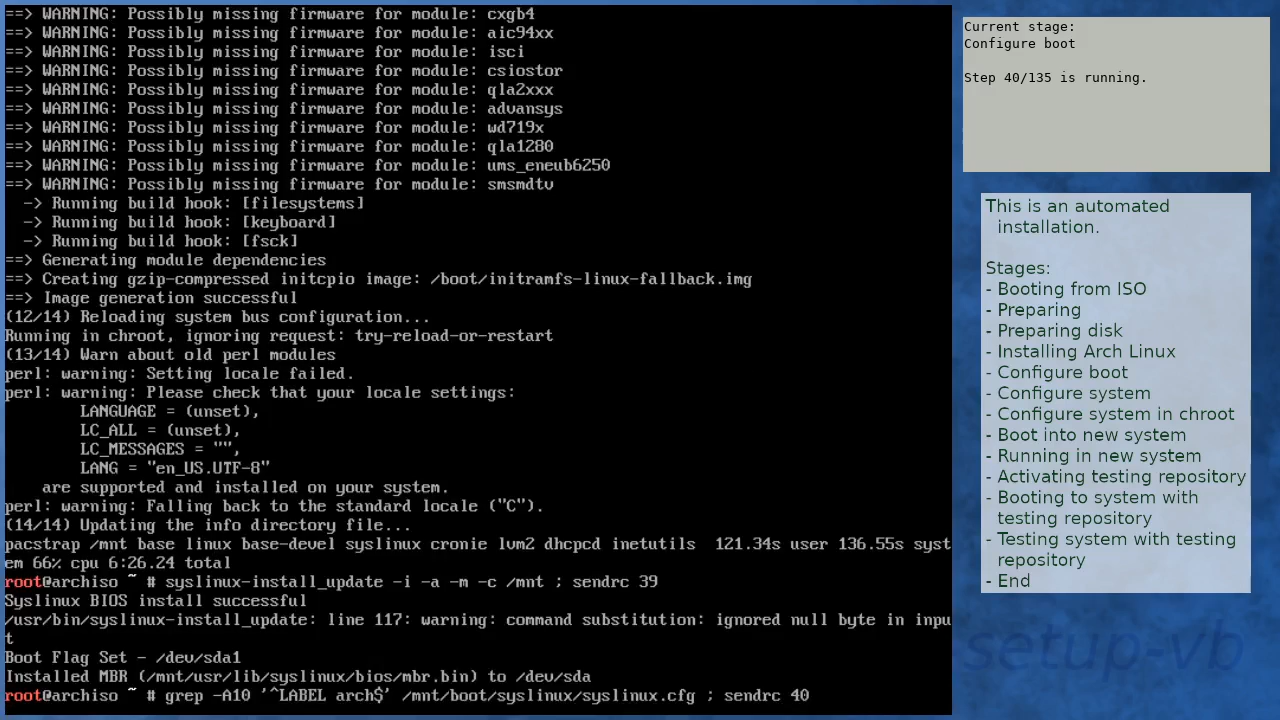 ==> WARNING: Possibly missing firmware for module: cxgb4
==> WARNING: Possibly missing firmware for module: aic94xx
==> WARNING: Possibly missing firmware for module: isci
==> WARNING: Possibly missing firmware for module: csiostor
==> WARNING: Possibly missing firmware for module: qla2xxx
==> WARNING: Possibly missing firmware for module: advansys
==> WARNING: Possibly missing firmware for module: wd719x
==> WARNING: Possibly missing firmware for module: qla1280
==> WARNING: Possibly missing firmware for module: ums_eneub6250
==> WARNING: Possibly missing firmware for module: smsmdtv
  -> Running build hook: [filesystems]
  -> Running build hook: [keyboard]
  -> Running build hook: [fsck]
==> Generating module dependencies
==> Creating gzip-compressed initcpio image: /boot/initramfs-linux-fallback.img
==> Image generation successful
(12/14) Reloading system bus configuration...
Running in chroot, ignoring request: try-reload-or-restart
(13/14) Warn about old perl modules
perl: warning: Setting locale failed.
perl: warning: Please check that your locale settings:
        LANGUAGE = (unset),
        LC_ALL = (unset),
        LC_MESSAGES = "",
        LANG = "en_US.UTF-8"
    are supported and installed on your system.
perl: warning: Falling back to the standard locale ("C").
(14/14) Updating the info directory file...
pacstrap /mnt base linux base-devel syslinux cronie lvm2 dhcpcd inetutils  121.34s user 136.55s syst
em 66% cpu 6:26.24 total
root@archiso ~ # syslinux-install_update -i -a -m -c /mnt ; sendrc 39
Syslinux BIOS install successful
/usr/bin/syslinux-install_update: line 117: warning: command substitution: ignored null byte in inpu
t
Boot Flag Set - /dev/sda1
Installed MBR (/mnt/usr/lib/syslinux/bios/mbr.bin) to /dev/sda
root@archiso ~ # grep -A10 '^LABEL arch$' /mnt/boot/syslinux/syslinux.cfg ; sendrc 40
Current stage:
Configure boot
Step 40/135 is running.
This is an automated
installation.
Stages:
- Booting from ISO
- Preparing
- Preparing disk
- Installing Arch Linux
- Configure boot
- Configure system
- Configure system in chroot
- Boot into new system
- Running in new system
- Activating testing repository
- Booting to system with
testing repository
- Testing system with testing
repository
- End
setup-vb